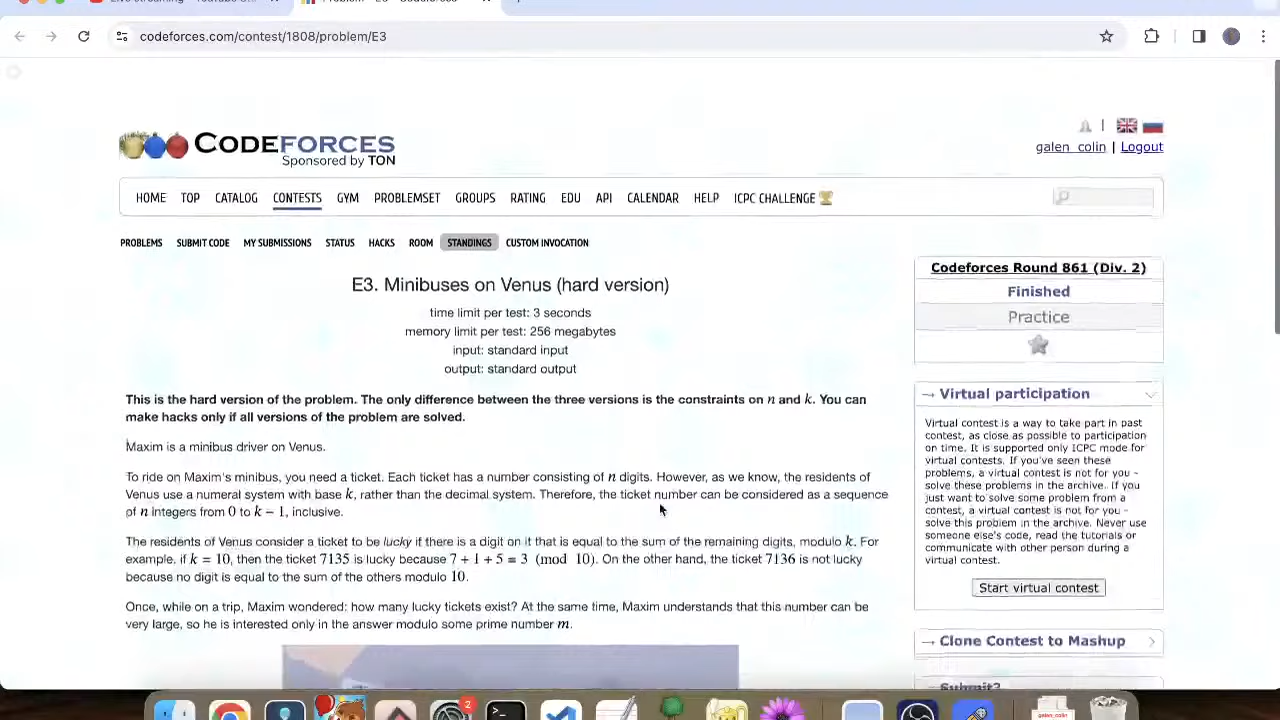 codeforces.com/contest/1808/problem/E3
CODEFORCES
Sponsored by TON
galen_colin | Logout
HOME TOP CATALOG CONTESTS GYM PROBLEMSET GROUPS RATING EDU API CALENDAR HELP ICPC CHALLENGE
PROBLEMS SUBMIT CODE MY SUBMISSIONS STATUS HACKS ROOM STANDINGS CUSTOM INVOCATION
E3. Minibuses on Venus (hard version)
time limit per test: 3 seconds
memory limit per test: 256 megabytes
input: standard input
output: standard output
This is the hard version of the problem. The only difference between the three versions is the constraints on n and k. You can
make hacks only if all versions of the problem are solved.
Maxim is a minibus driver on Venus.
To ride on Maxim's minibus, you need a ticket. Each ticket has a number consisting of n digits. However, as we know, the residents of
Venus use a numeral system with base k, rather than the decimal system. Therefore, the ticket number can be considered as a sequence
of n integers from 0 to k − 1, inclusive.
The residents of Venus consider a ticket to be lucky if there is a digit on it that is equal to the sum of the remaining digits, modulo k. For
example, if k = 10, then the ticket 7135 is lucky because 7 + 1 + 5 ≡ 3 (mod 10). On the other hand, the ticket 7136 is not lucky
because no digit is equal to the sum of the others modulo 10.
Once, while on a trip, Maxim wondered: how many lucky tickets exist? At the same time, Maxim understands that this number can be
very large, so he is interested only in the answer modulo some prime number m.
Codeforces Round 861 (Div. 2)
Finished
Practice
→ Virtual participation
Virtual contest is a way to take part in past
contest, as close as possible to participation
on time. It is supported only ICPC mode for
virtual contests. If you've seen these
problems, a virtual contest is not for you -
solve these problems in the archive. If you
just want to solve some problem from a
contest, a virtual contest is not for you -
solve this problem in the archive. Never use
someone else's code, read the tutorials or
communicate with other person during a
virtual contest.
Start virtual contest
→ Clone Contest to Mashup
Submit?
2
galen_colin